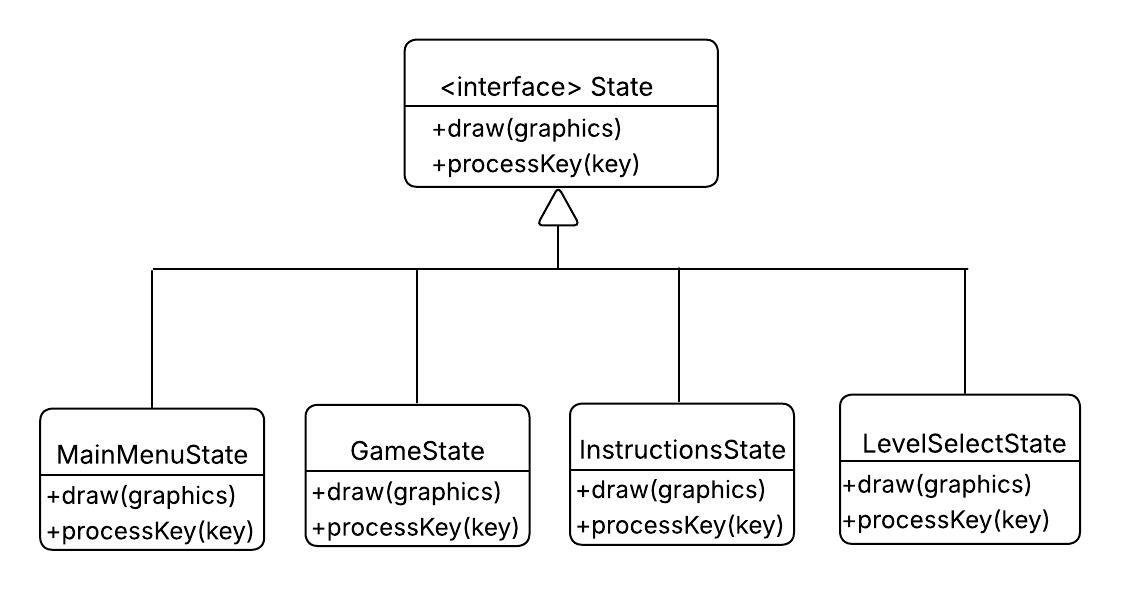 <interface> State
+draw(graphics)
+processKey(key)
MainMenuState
+draw(graphics)
+processKey(key)
GameState
+draw(graphics)
+processKey(key)
InstructionsState
+draw(graphics)
+processKey(key)
LevelSelectState
+draw(graphics)
+processKey(key)